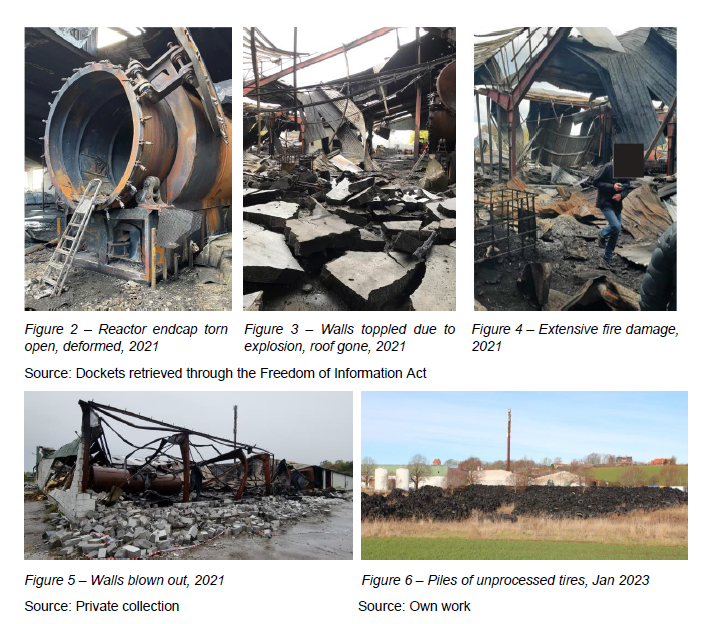 Figure 2 – Reactor endcap torn
open, deformed, 2021
Figure 3 – Walls toppled due to
explosion, roof gone, 2021
Figure 4 – Extensive fire damage,
2021
Source: Dockets retrieved through the Freedom of Information Act
Figure 5 – Walls blown out, 2021
Source: Private collection
Figure 6 – Piles of unprocessed tires, Jan 2023
Source: Own work